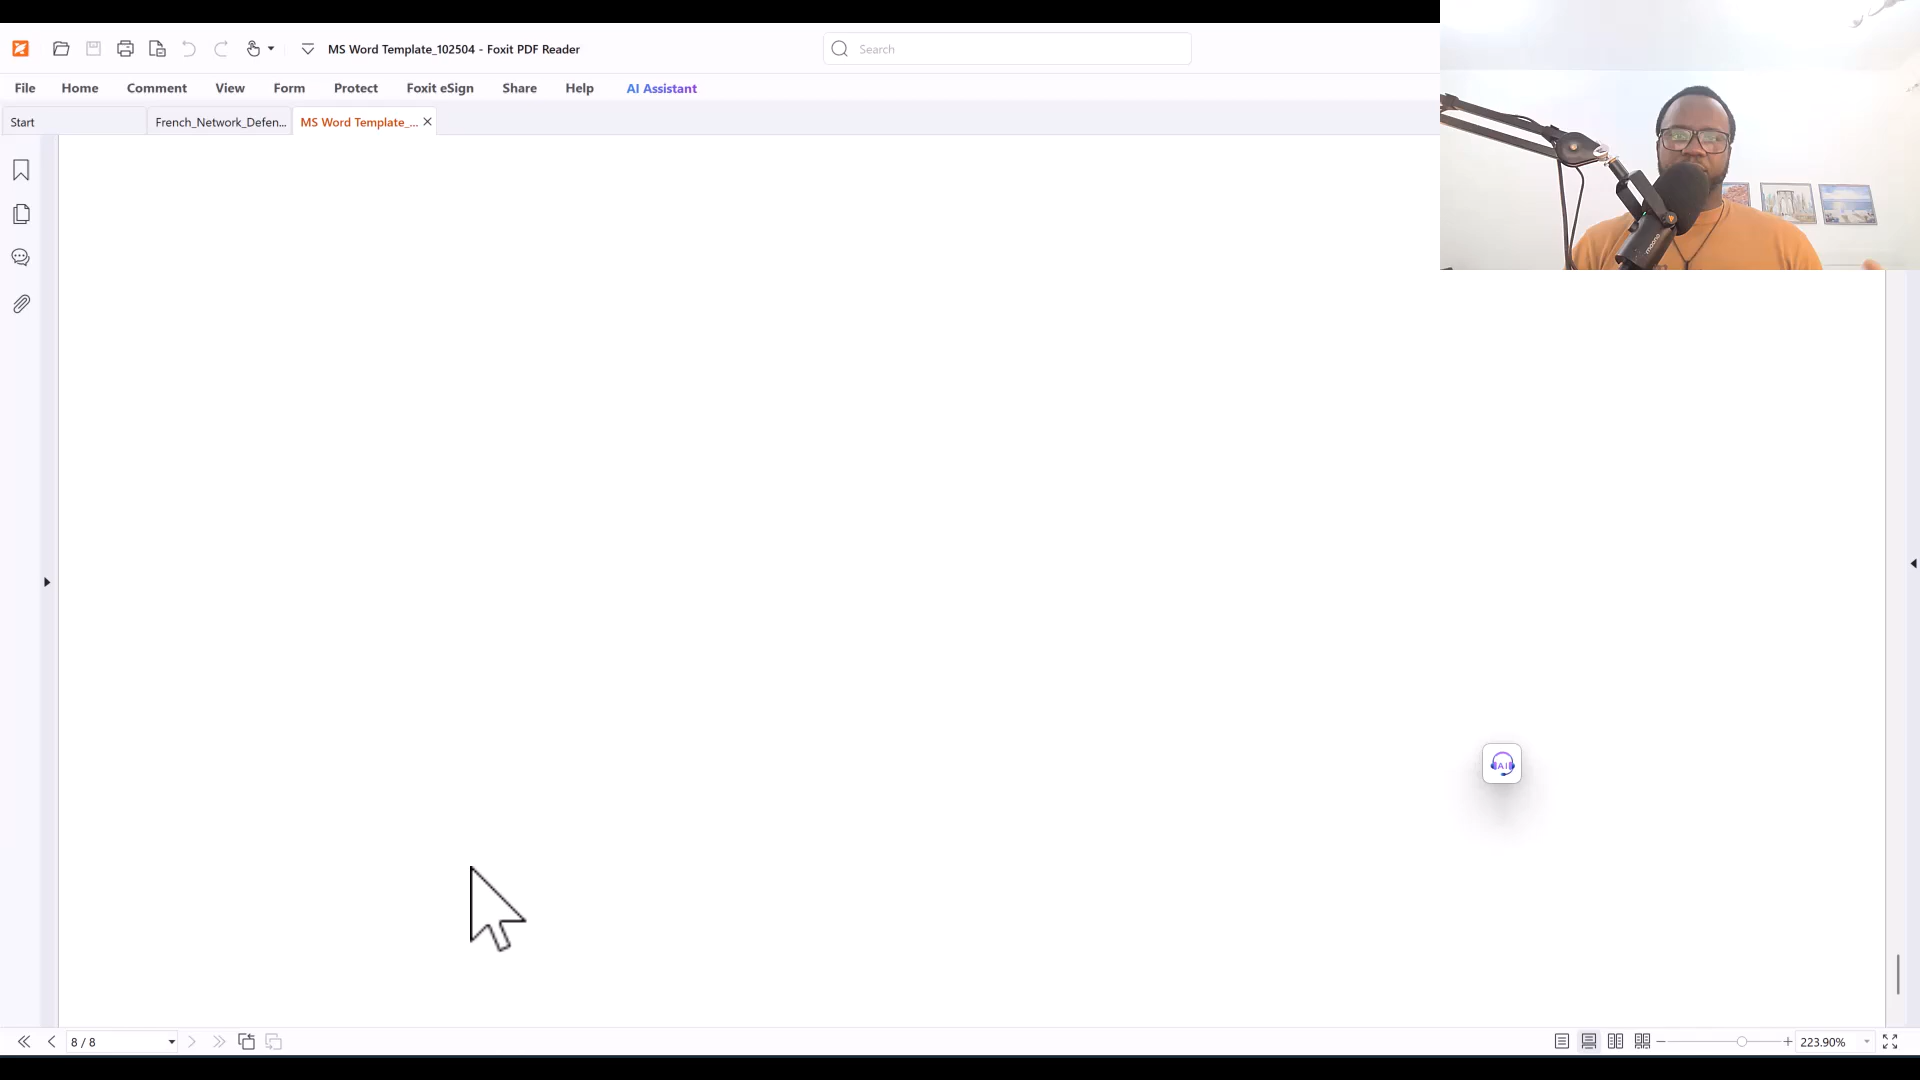 MS Word Template_102504 - Foxit PDF Reader
Search
File Home Comment View Form Protect Foxit eSign Share Help AI Assistant
Start French_Network_Defen... MS Word Template_...
AI
8 / 8
223.90%